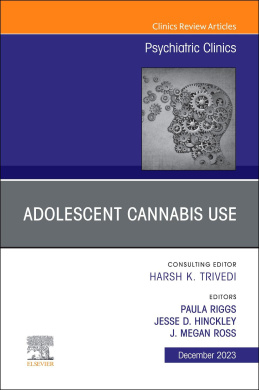 Clinics Review Articles
Psychiatric Clinics
ADOLESCENT CANNABIS USE
CONSULTING EDITOR
HARSH K. TRIVEDI
EDITORS
PAULA RIGGS
JESSE D. HINCKLEY
J. MEGAN ROSS
ELSEVIER
December 2023